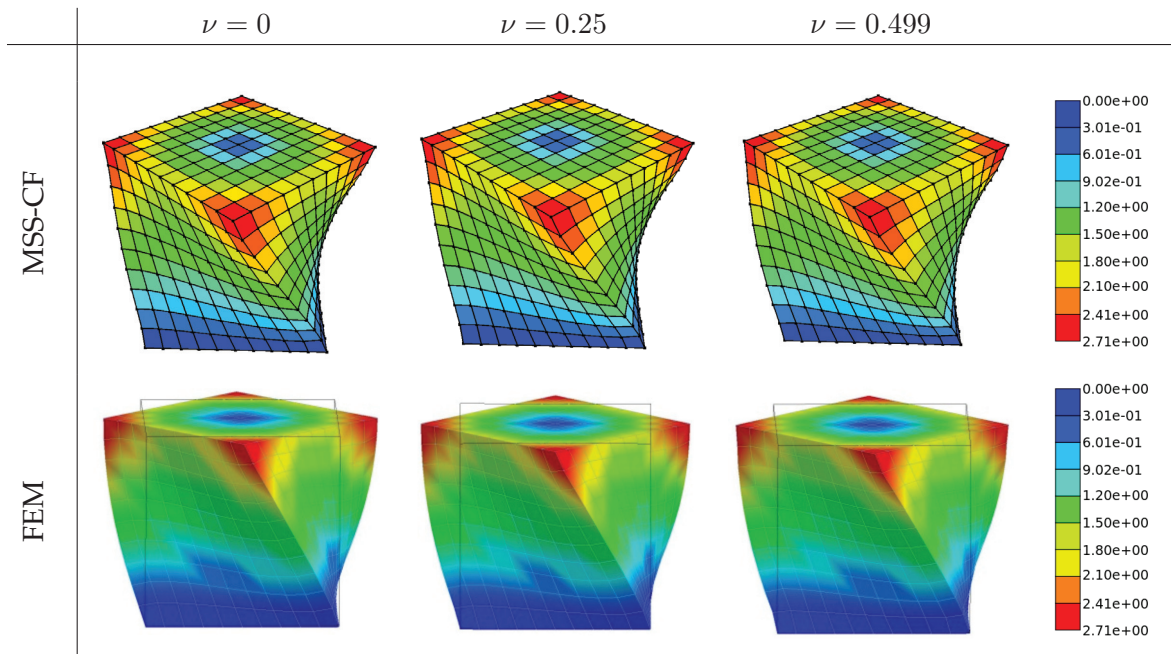 ν = 0
ν = 0.25
ν = 0.499
MSS-CF
0.00e+00
3.01e-01
6.01e-01
9.02e-01
1.20e+00
1.50e+00
1.80e+00
2.10e+00
2.41e+00
2.71e+00
FEM
0.00e+00
3.01e-01
6.01e-01
9.02e-01
1.20e+00
1.50e+00
1.80e+00
2.10e+00
2.41e+00
2.71e+00